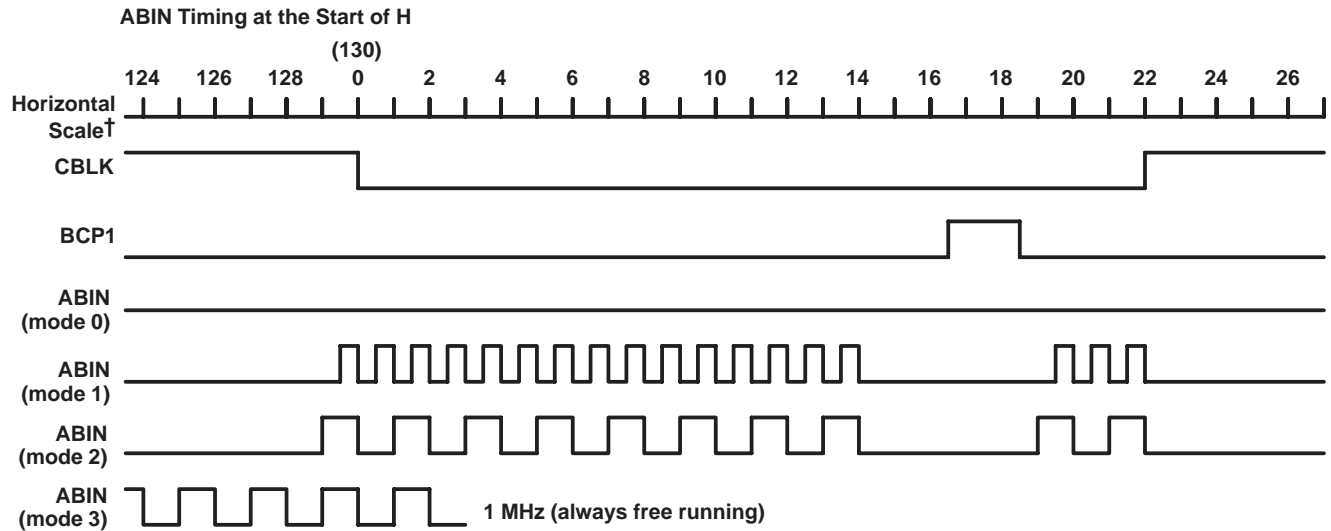 ABIN Timing at the Start of H
(130)
124 126 128 0 2 4 6 8 10 12 14 16 18 20 22 24 26
Horizontal
Scale†
CBLK
BCP1
ABIN
(mode 0)
ABIN
(mode 1)
ABIN
(mode 2)
ABIN
(mode 3)
1 MHz (always free running)